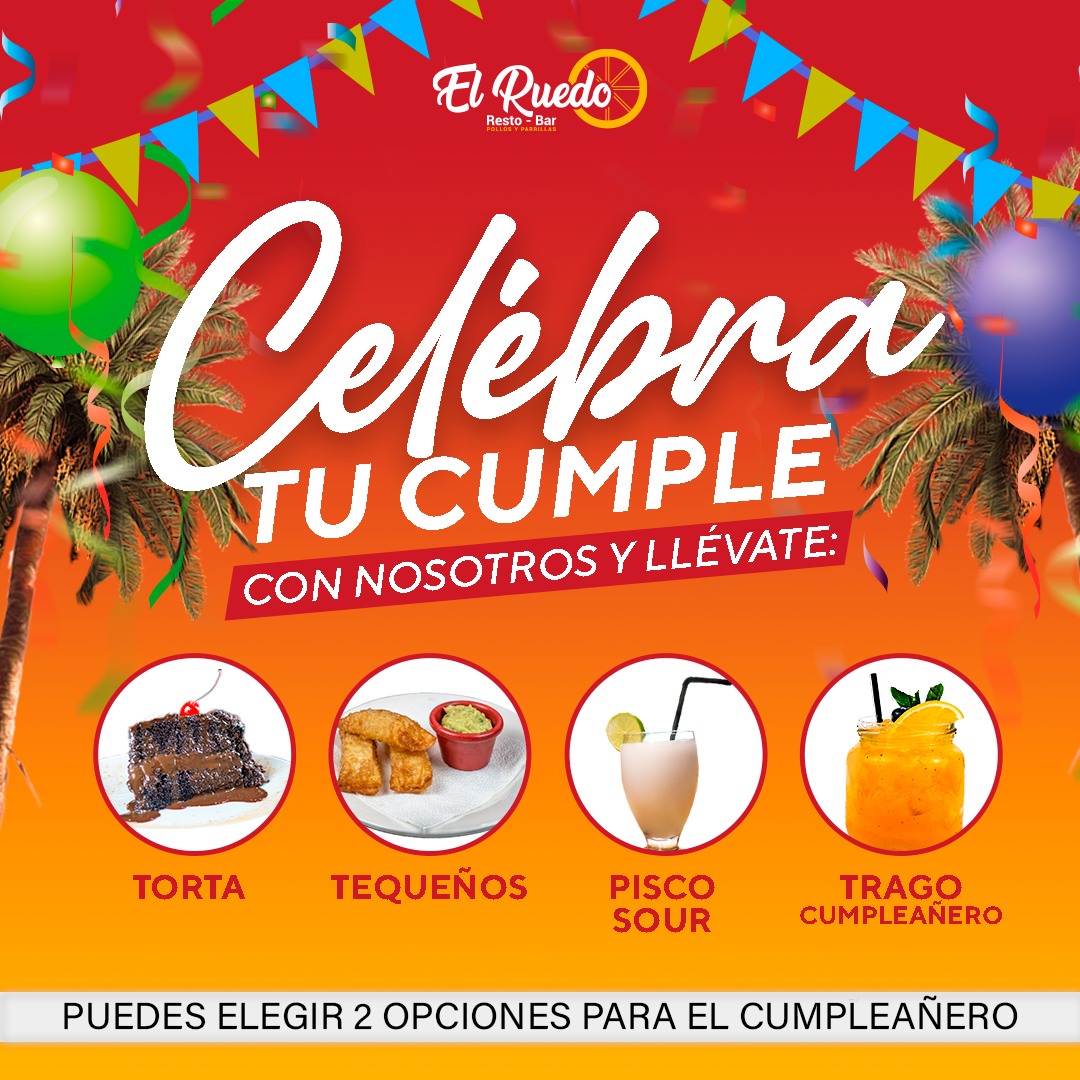 El Ruedo
Resto - Bar
POLLOS Y PARRILLAS
Celébra
TU CUMPLE
CON NOSOTROS Y LLÉVATE:
TORTA
TEQUEÑOS
PISCO
SOUR
TRAGO
CUMPLEAÑERO
PUEDES ELEGIR 2 OPCIONES PARA EL CUMPLEAÑERO